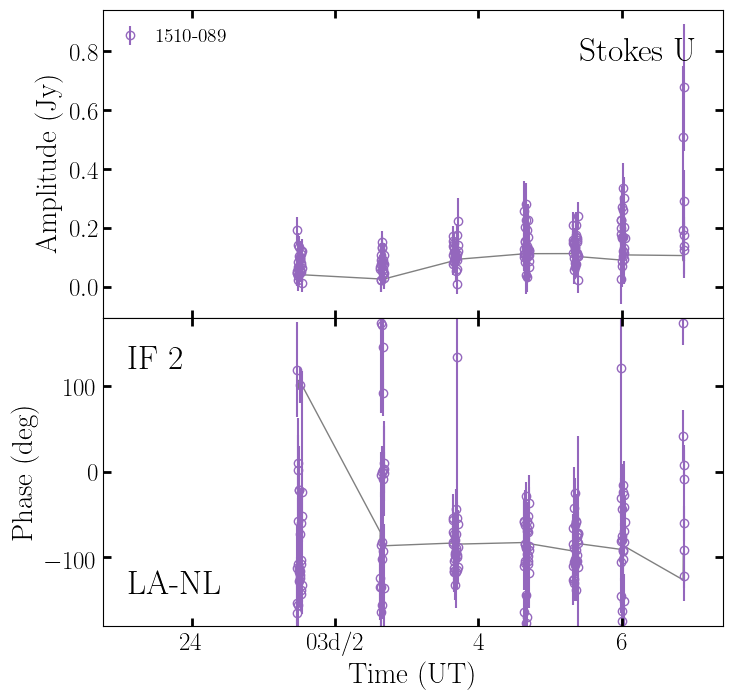 1510-089
Stokes U
Amplitude (Jy)
0.8
0.6
0.4
0.2
0.0
IF 2
LA-NL
Phase (deg)
100
0
−100
24
03d/2
4
6
Time (UT)